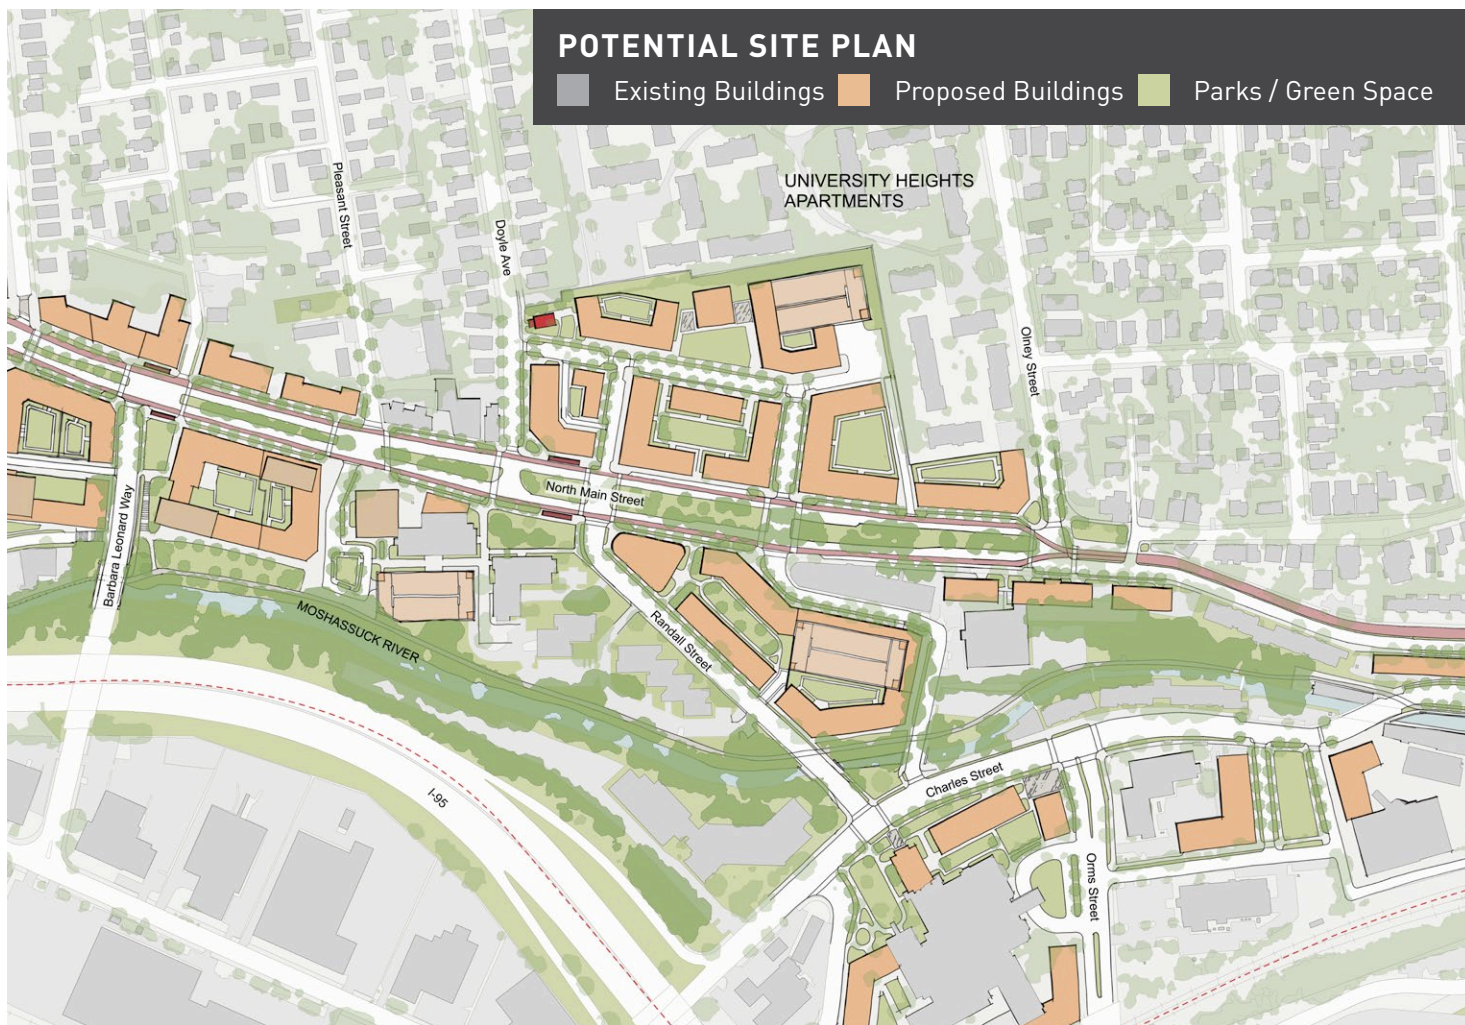 POTENTIAL SITE PLAN
Existing Buildings Proposed Buildings Parks / Green Space
UNIVERSITY HEIGHTS
APARTMENTS
Pleasant Street
Doyle Ave
Olney Street
North Main Street
Barbara Leonard Way
MOSHASSUCK RIVER
Randall Street
I-95
Charles Street
Orms Street